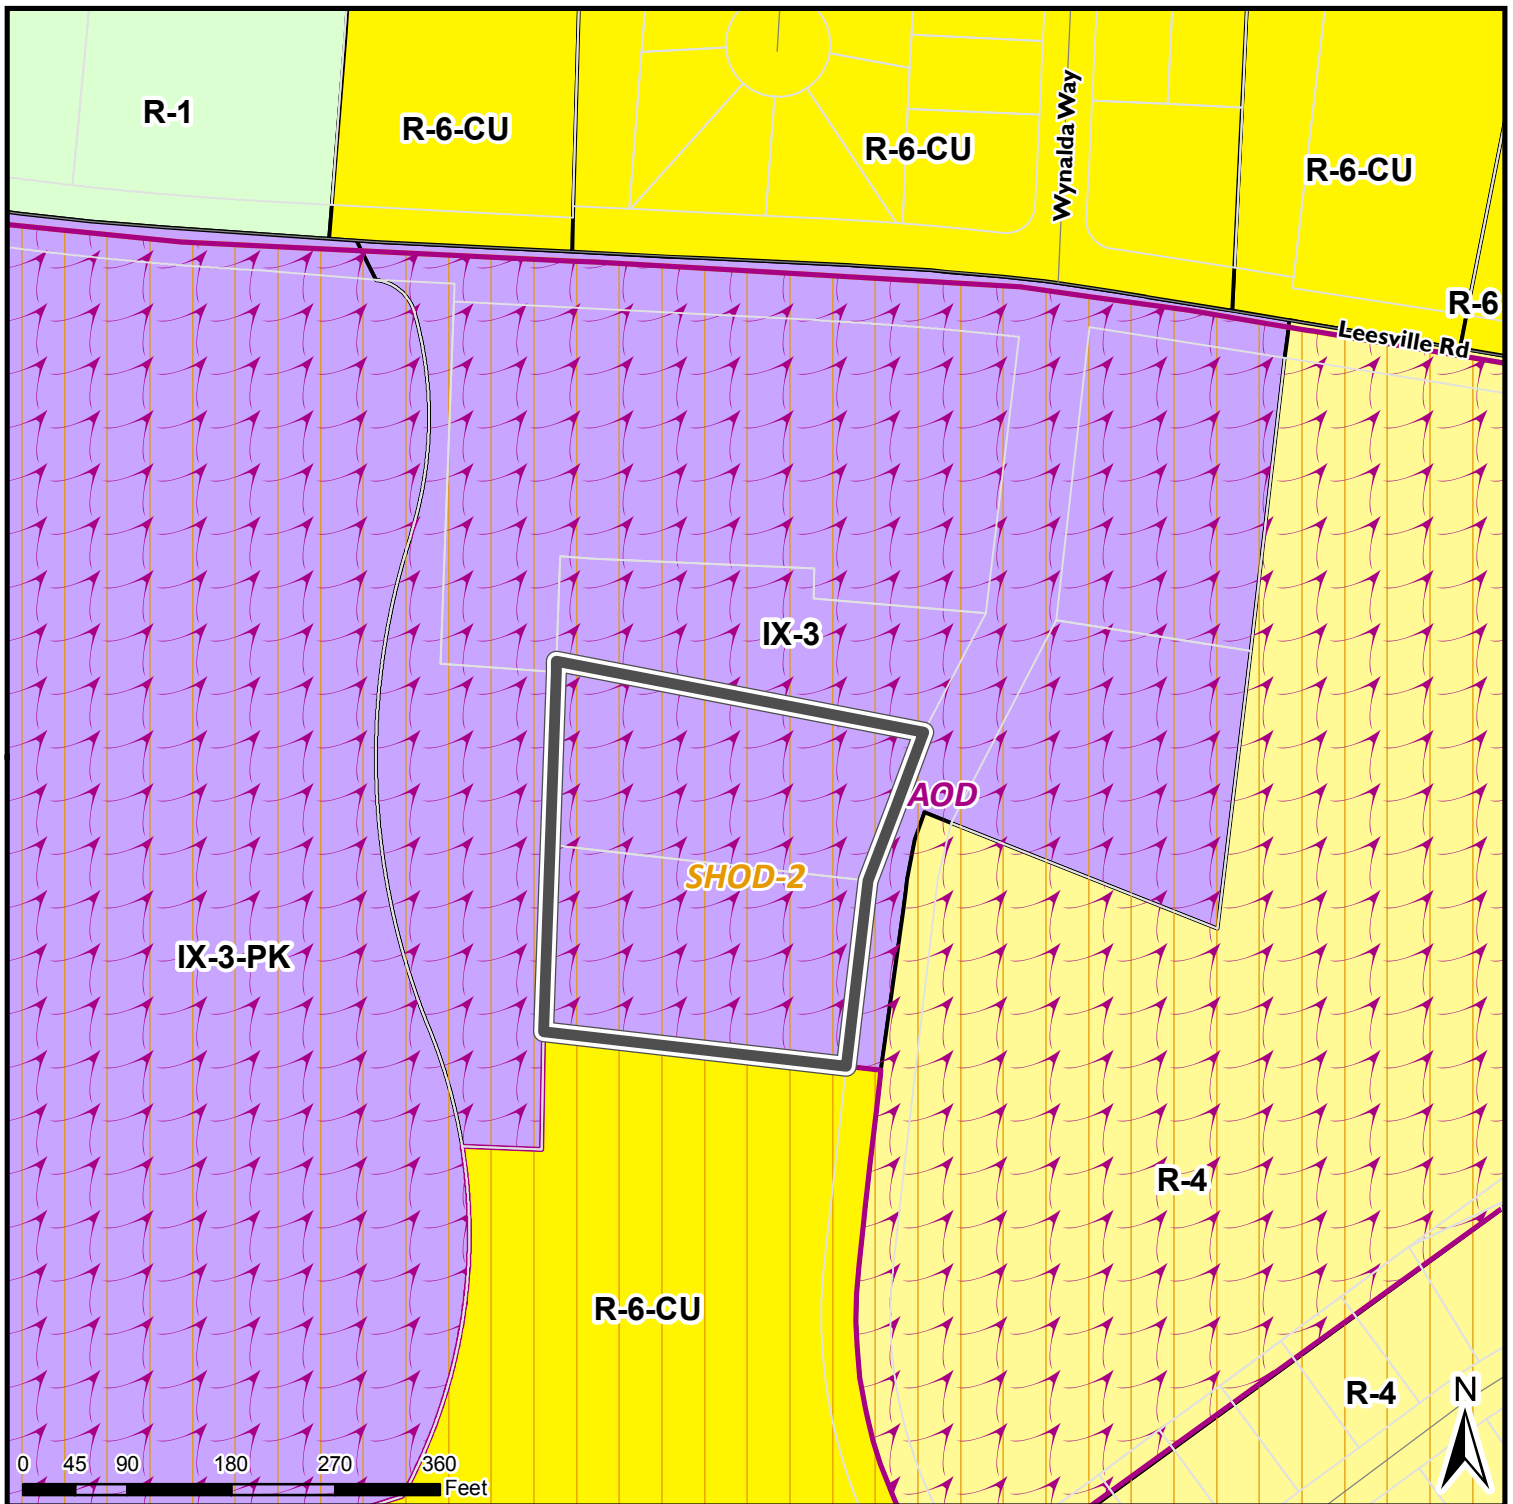 R-1
R-6-CU
R-6-CU
Wynalda Way
R-6-CU
R-6
Leesville Rd
IX-3
AOD
SHOD-2
IX-3-PK
R-4
R-6-CU
R-4
N
0 45 90 180 270 360
Feet